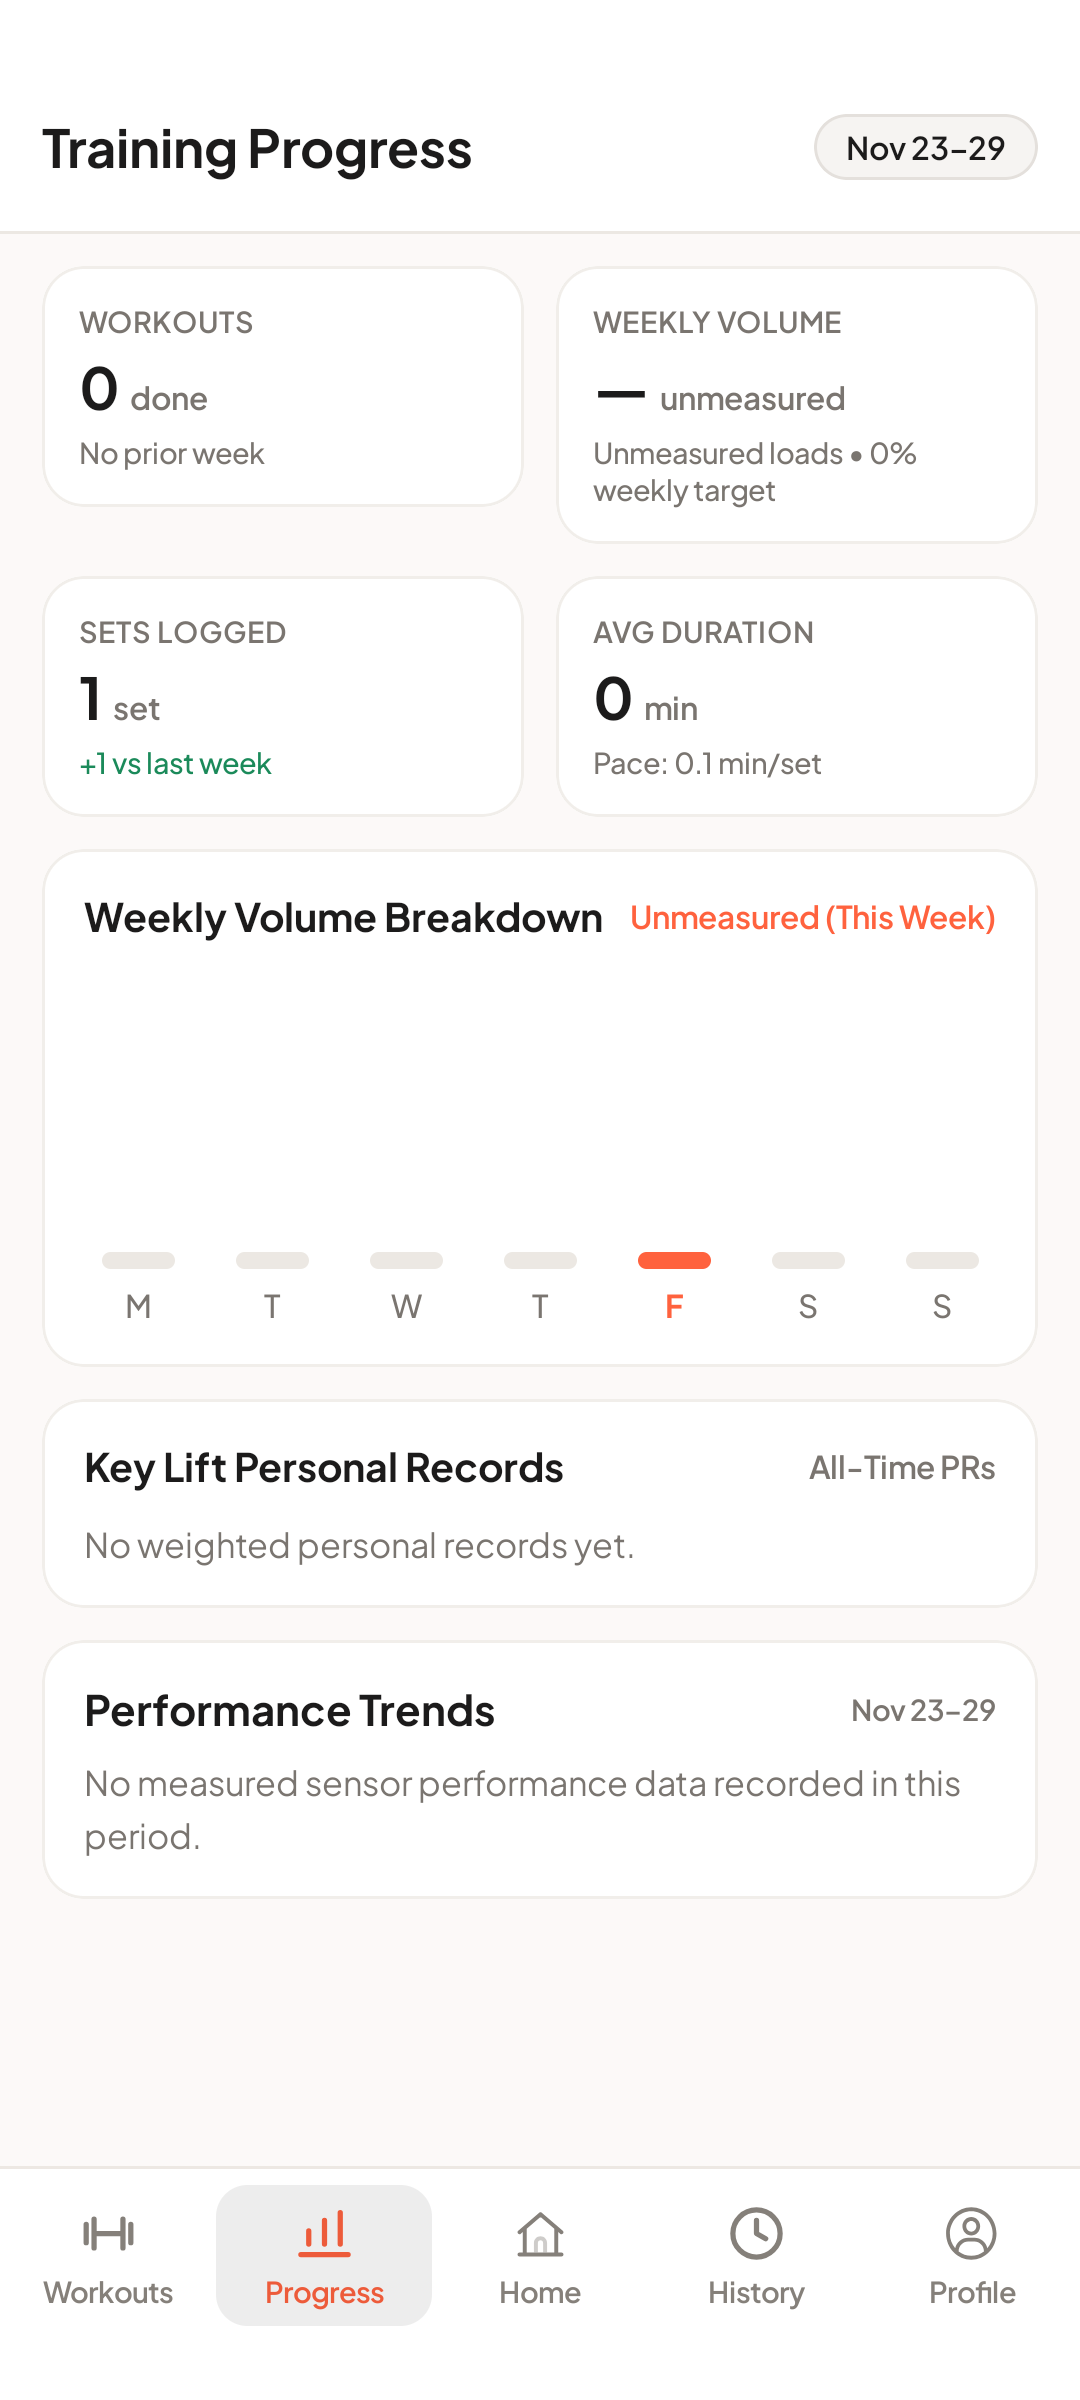 Training Progress
Nov 23–29
WORKOUTS
0 done
No prior week
WEEKLY VOLUME
— unmeasured
Unmeasured loads • 0%
weekly target
SETS LOGGED
1 set
+1 vs last week
AVG DURATION
0 min
Pace: 0.1 min/set
Weekly Volume Breakdown
Unmeasured (This Week)
M T W T F S S
Key Lift Personal Records
All-Time PRs
No weighted personal records yet.
Performance Trends
Nov 23–29
No measured sensor performance data recorded in this
period.
Workouts
Progress
Home
History
Profile